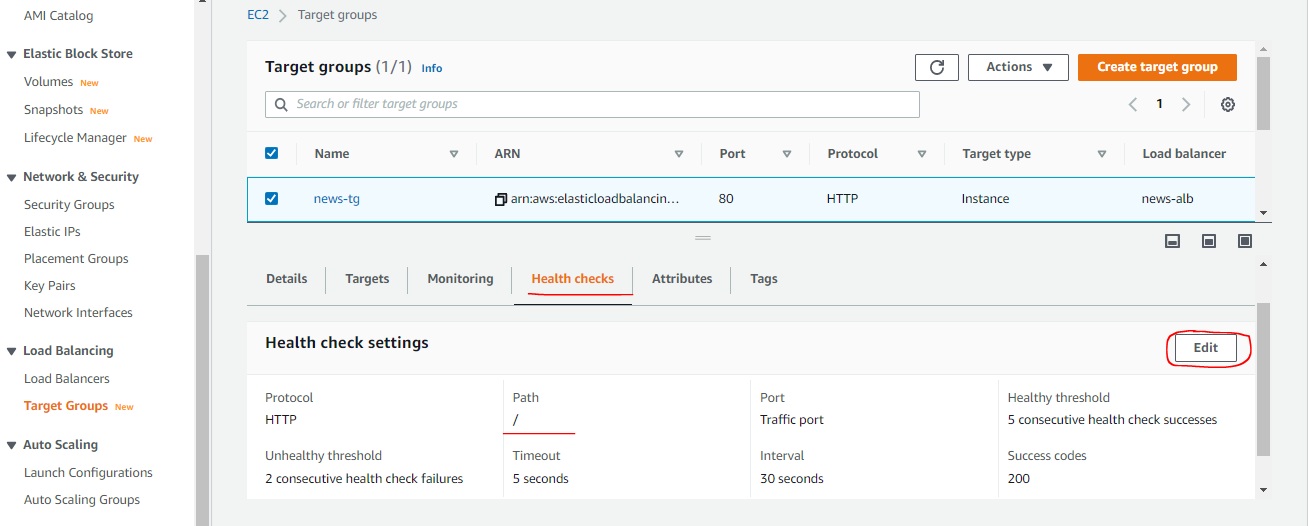 AMI Catalog
Elastic Block Store
Volumes New
Snapshots New
Lifecycle Manager New
Network & Security
Security Groups
Elastic IPs
Placement Groups
Key Pairs
Network Interfaces
Load Balancing
Load Balancers
Target Groups New
Auto Scaling
Launch Configurations
Auto Scaling Groups
EC2 > Target groups
Target groups (1/1) Info
Actions
Create target group
Search or filter target groups
1
Name ARN Port Protocol Target type Load balancer
news-tg arn:aws:elasticloadbalancin... 80 HTTP Instance news-alb
Details Targets Monitoring Health checks Attributes Tags
Health check settings
Edit
Protocol Path Port Healthy threshold
HTTP / Traffic port 5 consecutive health check successes
Unhealthy threshold Timeout Interval Success codes
2 consecutive health check failures 5 seconds 30 seconds 200